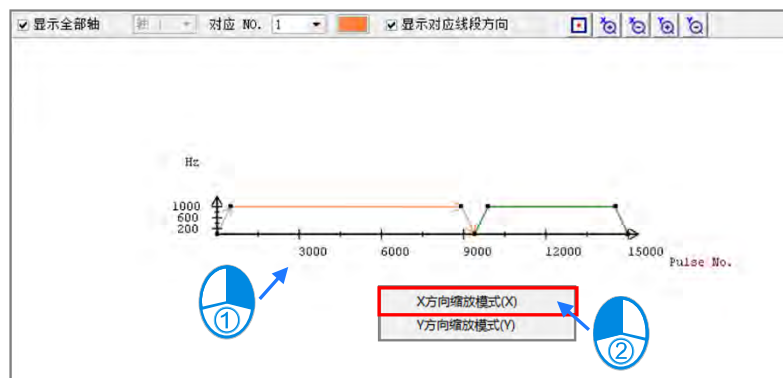 显示全部轴 轴 1 对应 NO. 1 显示对应线段方向
Hz
1000
600
200
3000 6000 9000 12000 15000
Pulse No.
① X方向缩放模式(X)
Y方向缩放模式(Y) ②